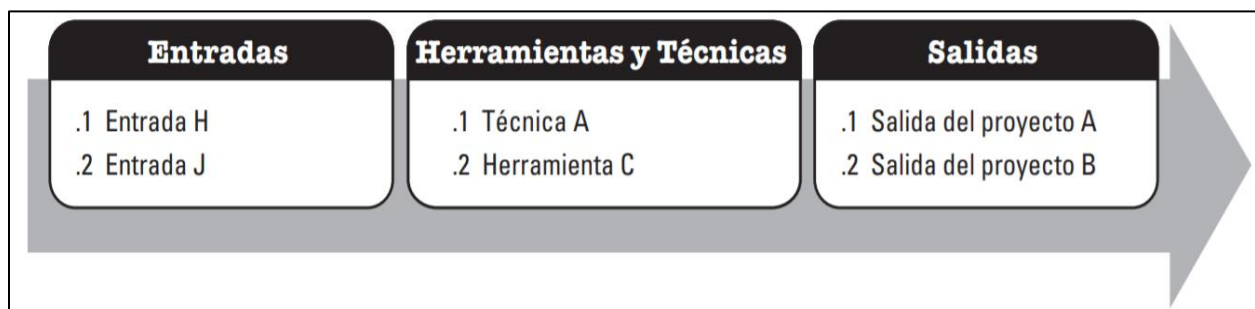 Entradas
.1 Entrada H
.2 Entrada J
Herramientas y Técnicas
.1 Técnica A
.2 Herramienta C
Salidas
.1 Salida del proyecto A
.2 Salida del proyecto B